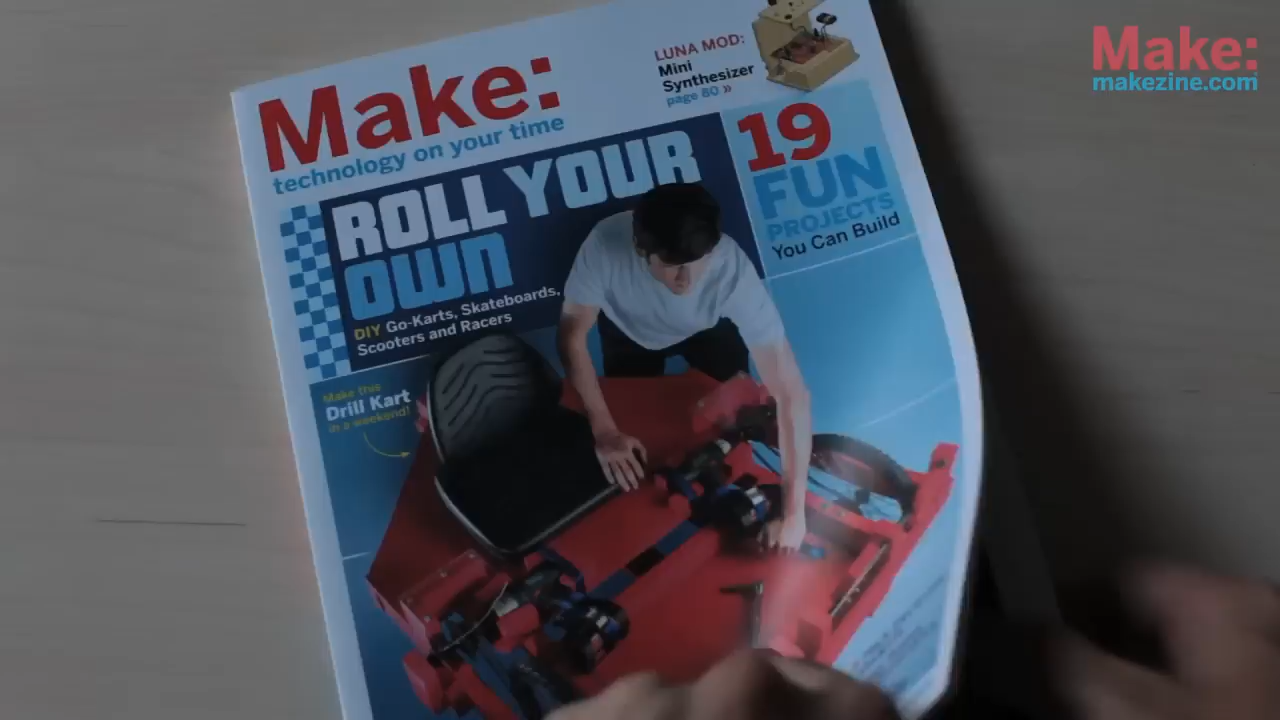 Make:
technology on your time
LUNA MOD:
Mini
Synthesizer
page 80 »
ROLL YOUR
OWN
DIY Go-Karts, Skateboards,
Scooters and Racers
19
FUN
PROJECTS
You Can Build
Make this
Drill Kart
in a weekend!
Make:
makezine.com